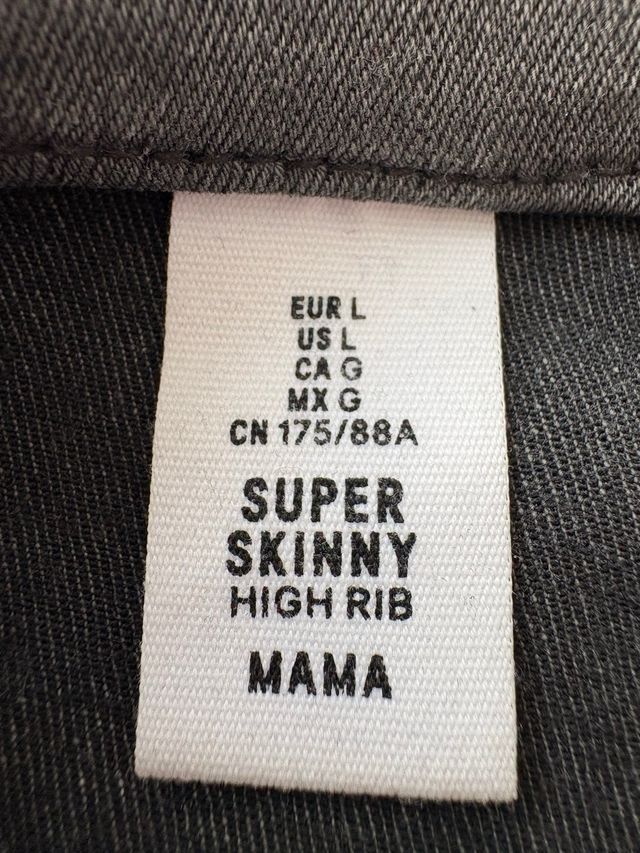 EUR L
US L
CA G
MX G
CN 175/88A
SUPER
SKINNY
HIGH RIB
MAMA